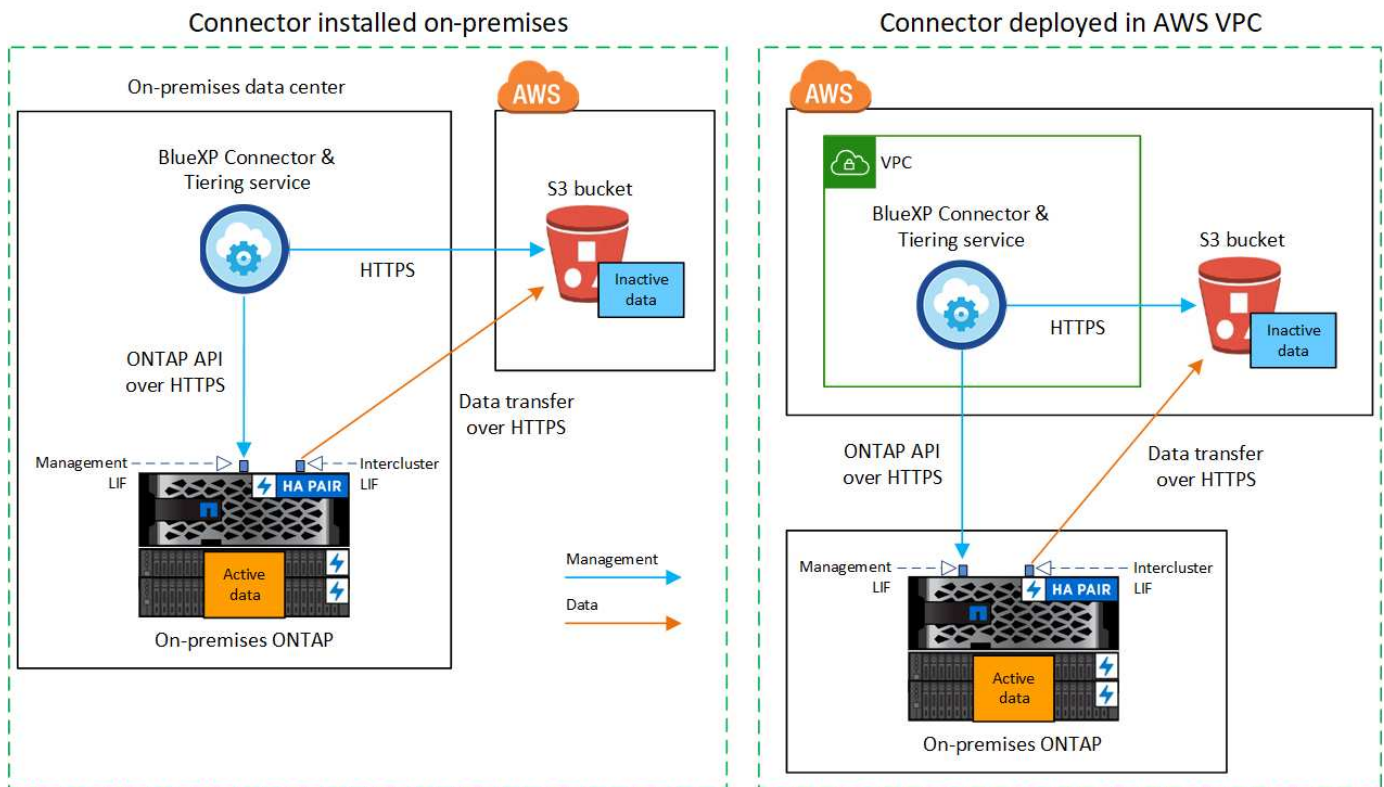 Connector installed on-premises
On-premises data center
AWS
BlueXP Connector &
Tiering service
S3 bucket
HTTPS
Inactive
data
ONTAP API
over HTTPS
Data transfer
over HTTPS
Management
LIF
Intercluster
LIF
HA PAIR
Active
data
On-premises ONTAP
Management
Data
Connector deployed in AWS VPC
AWS
VPC
BlueXP Connector &
Tiering service
S3 bucket
HTTPS
Inactive
data
ONTAP API
over HTTPS
Data transfer
over HTTPS
Management
LIF
Intercluster
LIF
HA PAIR
Active
data
On-premises ONTAP